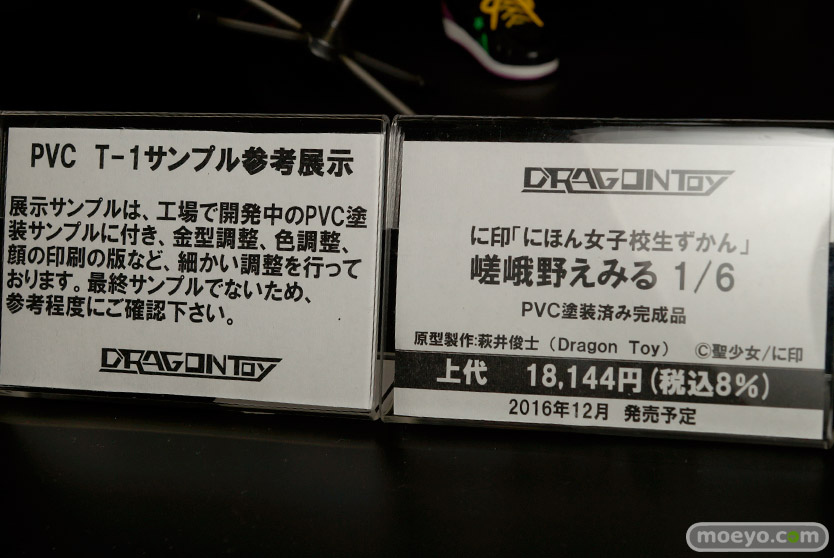 PVC T-1サンプル参考展示
展示サンプルは、工場で開発中のPVC塗
装サンプルに付き、金型調整、色調整、
顔の印刷の版など、細かい調整を行って
おります。最終サンプルでないため、
参考程度にご確認下さい。
DRAGONToy
DRAGONToy
に印「にほん女子校生ずかん」
嵯峨野えみる 1/6
PVC塗装済み完成品
原型製作:萩井俊士（Dragon Toy） ©聖少女/に印
上代 18,144円(税込8%)
2016年12月 発売予定
moeyo.com